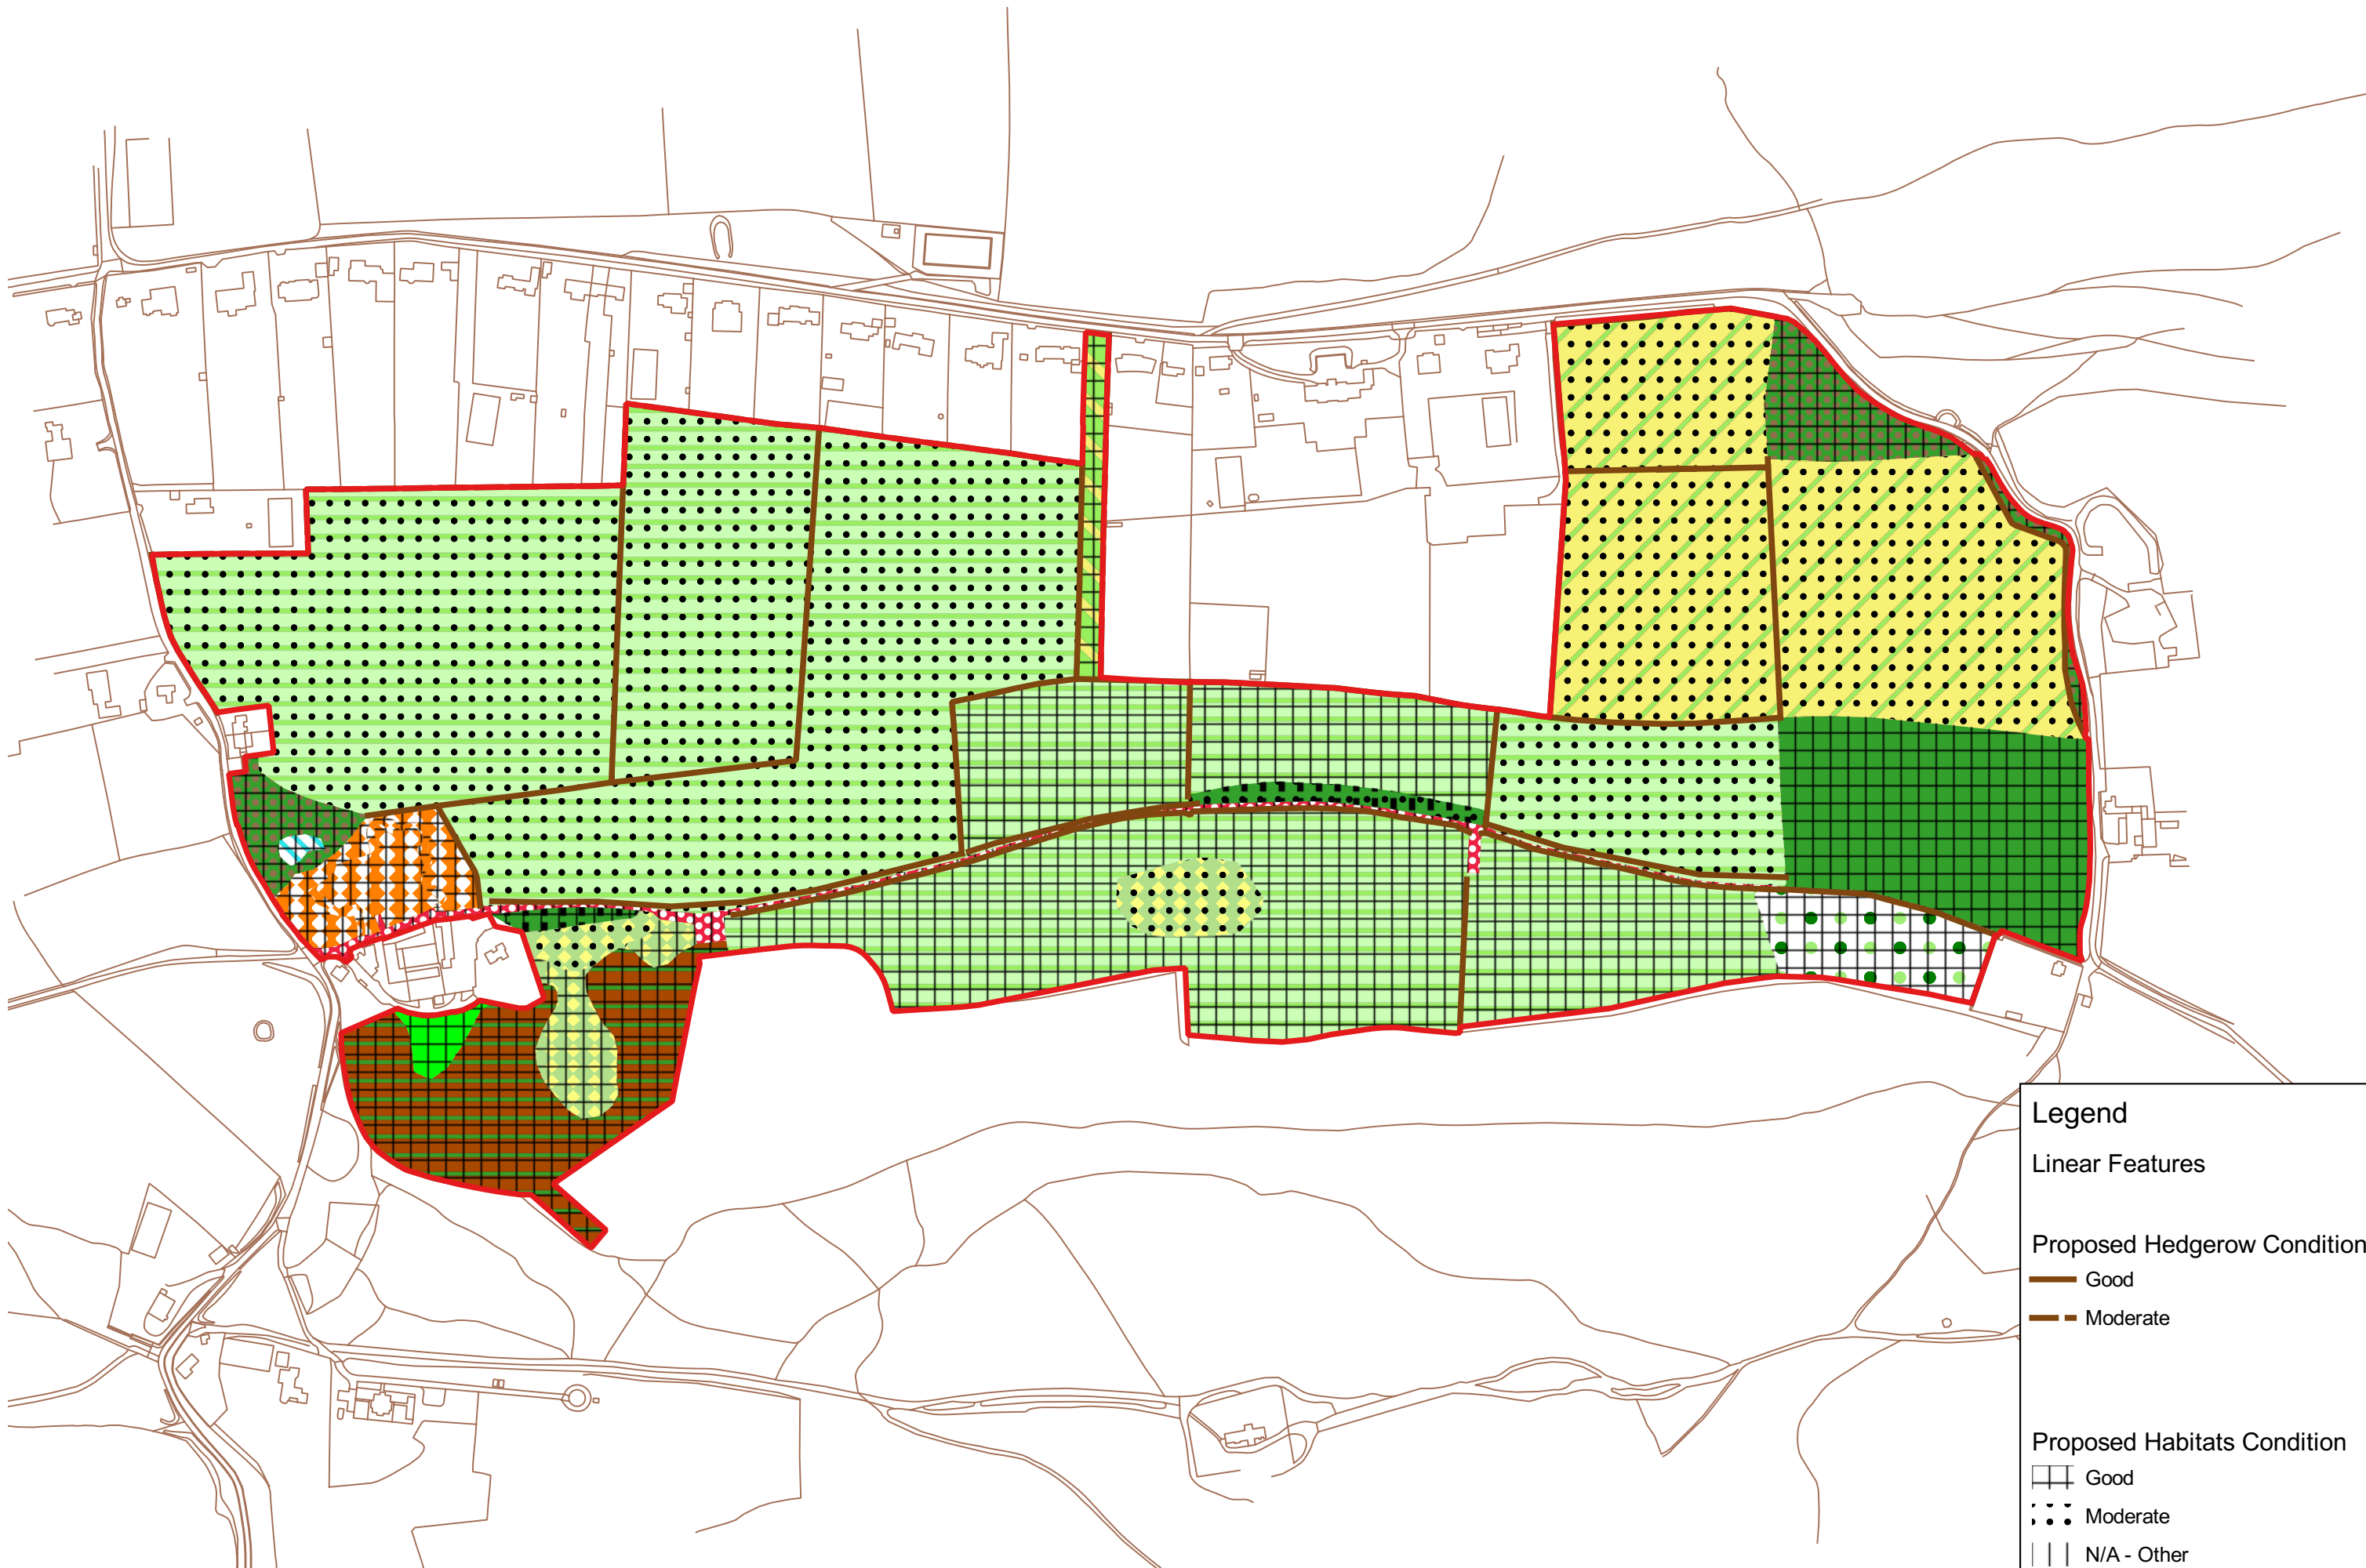 Legend
Linear Features
Proposed Hedgerow Condition
Good
Moderate
Proposed Habitats Condition
Good
Moderate
N/A - Other